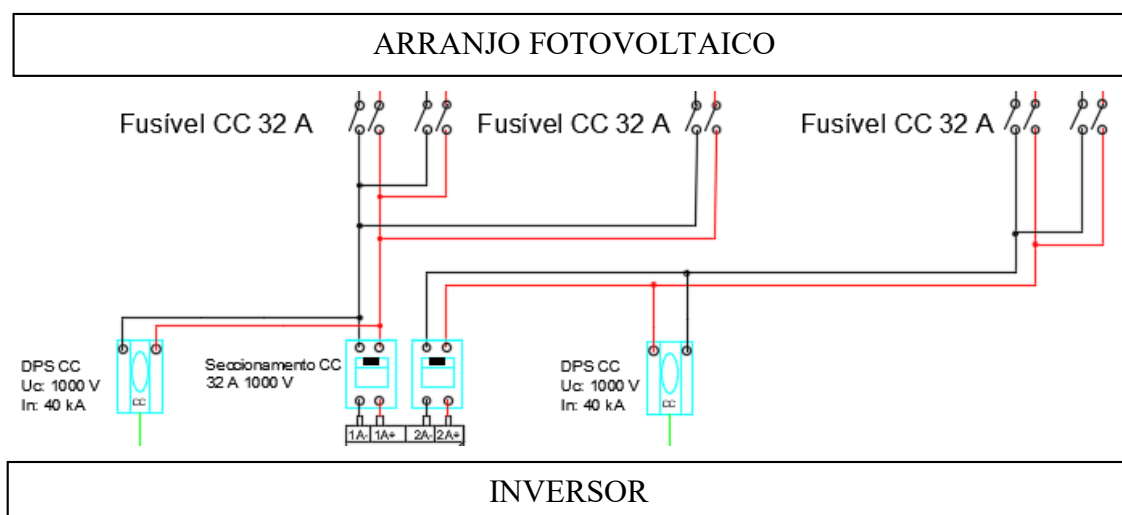 ARRANJO FOTOVOLTAICO
Fusível CC 32 A
Fusível CC 32 A
Fusível CC 32 A
DPS CC
Uc: 1000 V
In: 40 kA
CC
Seccionamento CC
32 A 1000 V
DPS CC
Uc: 1000 V
In: 40 kA
CC
1A- 1A+ 2A- 2A+
INVERSOR